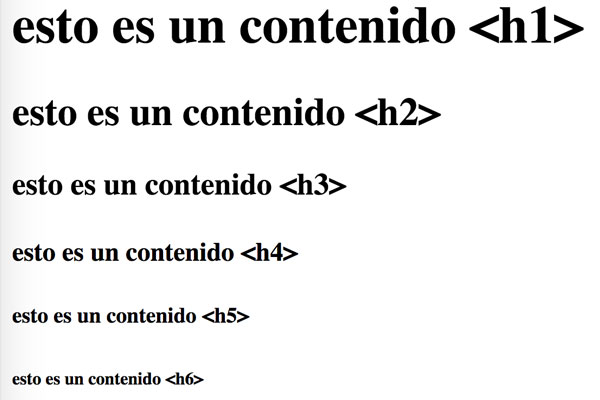 esto es un contenido <h1>
esto es un contenido <h2>
esto es un contenido <h3>
esto es un contenido <h4>
esto es un contenido <h5>
esto es un contenido <h6>